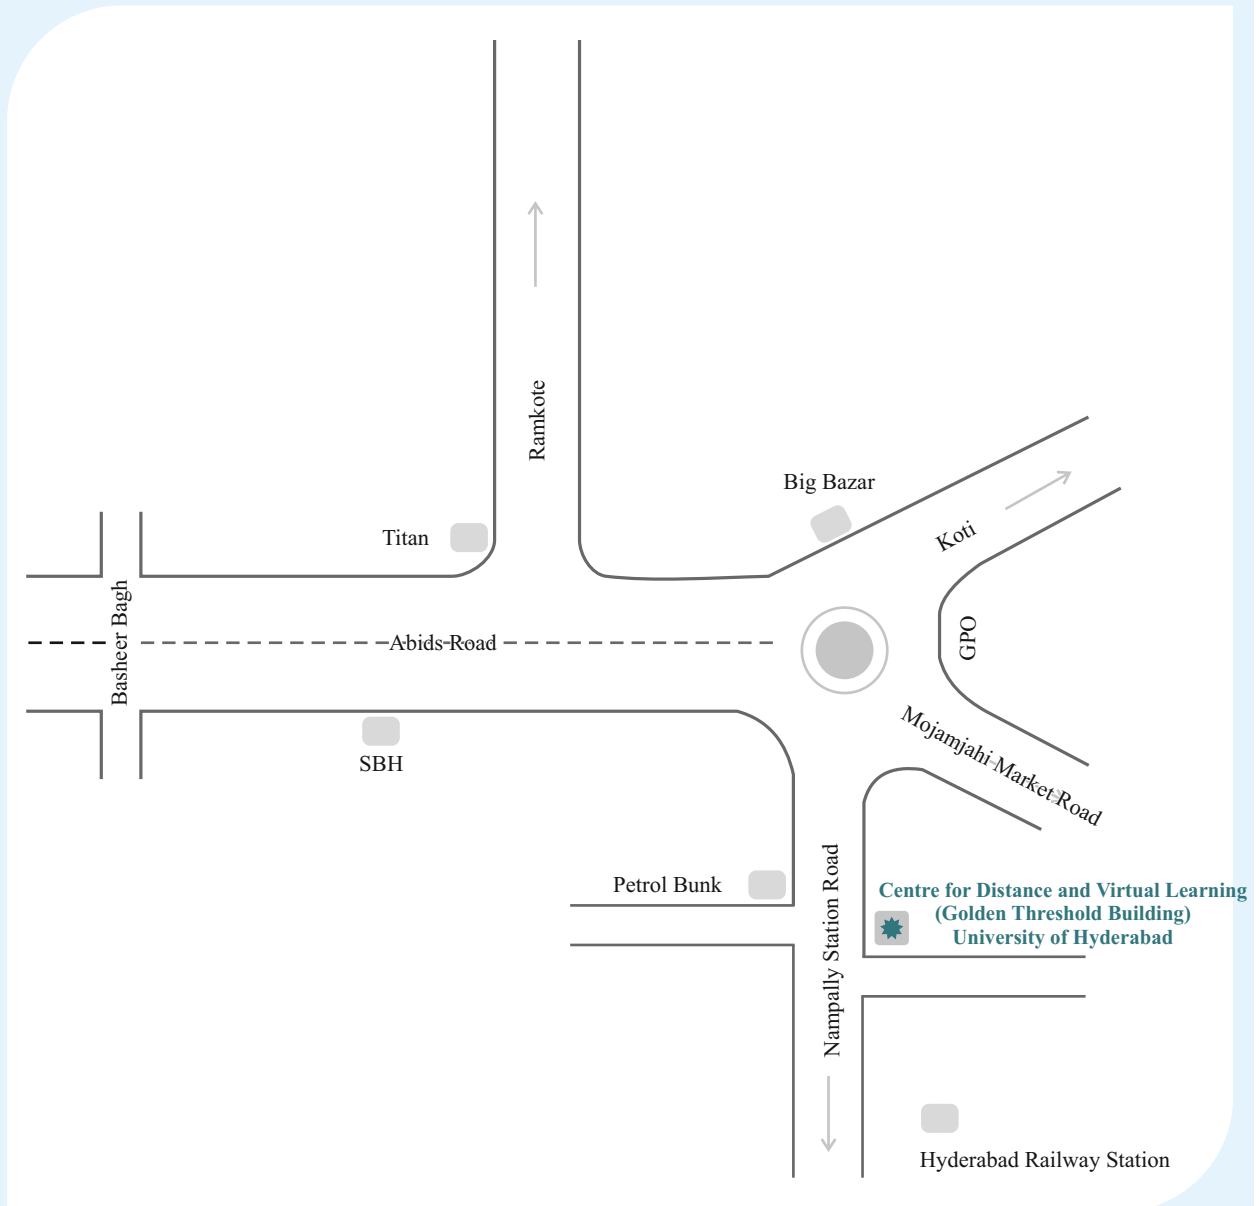 Ramkote
Big Bazar
Titan
Koti
Basheer Bagh
Abids Road
GPO
Mojamjahi Market Road
SBH
Nampally Station Road
Petrol Bunk
Centre for Distance and Virtual Learning
(Golden Threshold Building)
University of Hyderabad
Hyderabad Railway Station